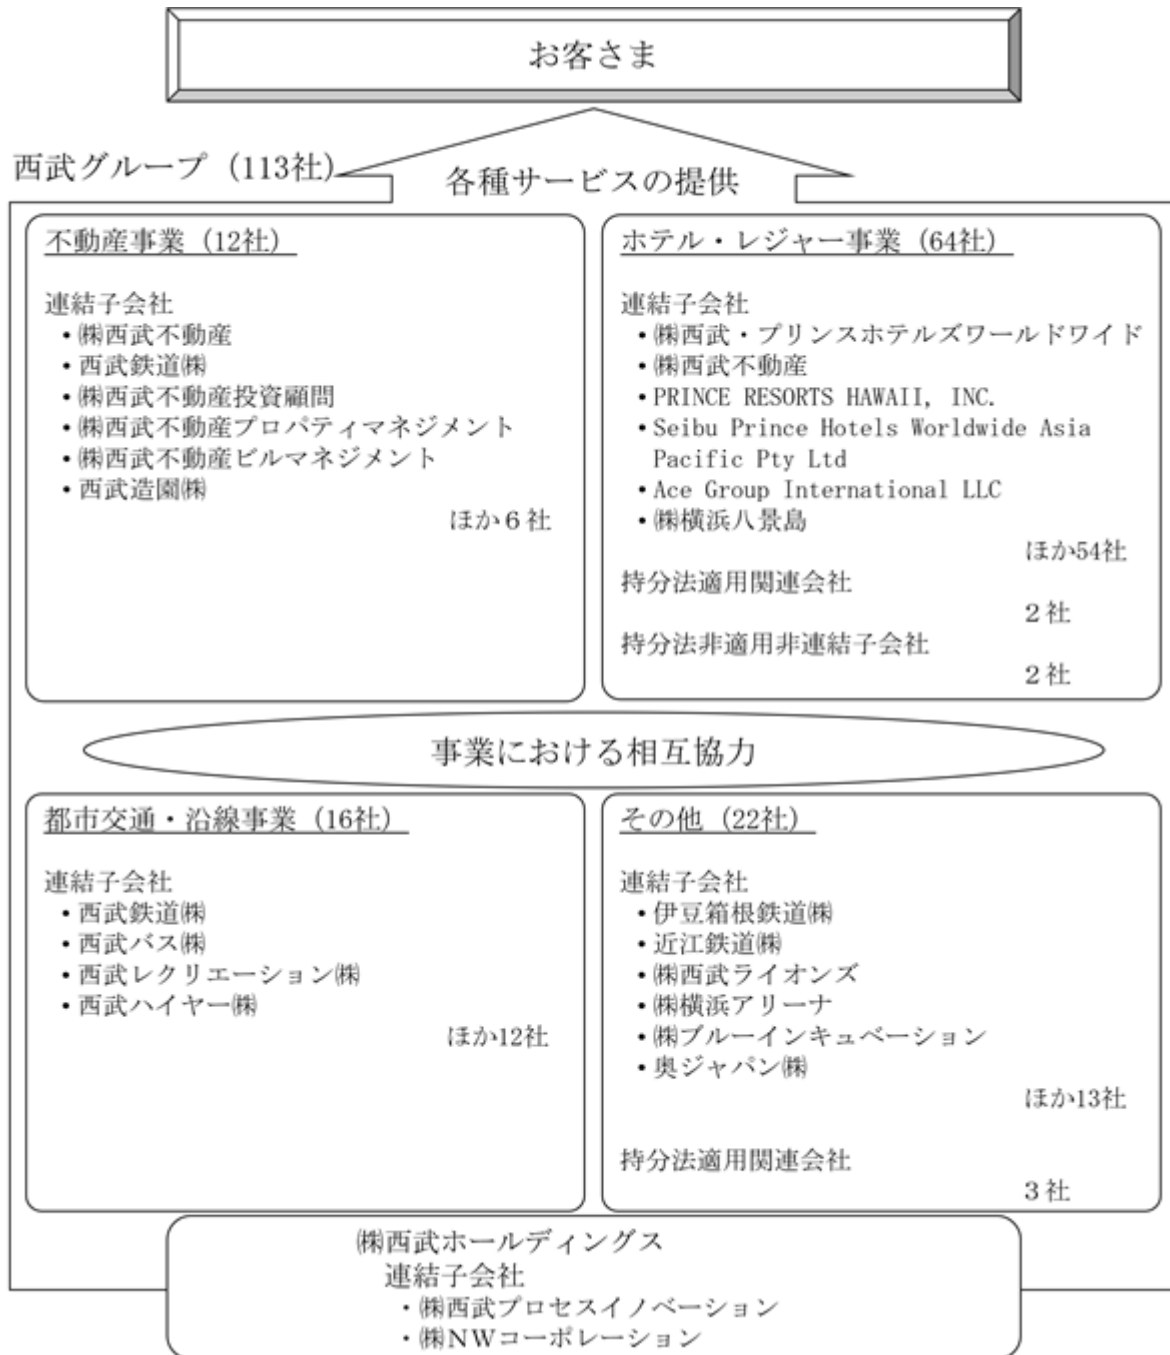 お客さま
西武グループ（113社）
各種サービスの提供
不動産事業（12社）
連結子会社
・㈱西武不動産
・西武鉄道㈱
・㈱西武不動産投資顧問
・㈱西武不動産プロパティマネジメント
・㈱西武不動産ビルマネジメント
・西武造園㈱
ほか６社
ホテル・レジャー事業（64社）
連結子会社
・㈱西武・プリンスホテルズワールドワイド
・㈱西武不動産
・PRINCE RESORTS HAWAII, INC.
・Seibu Prince Hotels Worldwide Asia
Pacific Pty Ltd
・Ace Group International LLC
・㈱横浜八景島
ほか54社
持分法適用関連会社
２社
持分法非適用非連結子会社
２社
事業における相互協力
都市交通・沿線事業（16社）
連結子会社
・西武鉄道㈱
・西武バス㈱
・西武レクリエーション㈱
・西武ハイヤー㈱
ほか12社
その他（22社）
連結子会社
・伊豆箱根鉄道㈱
・近江鉄道㈱
・㈱西武ライオンズ
・㈱横浜アリーナ
・㈱ブルーインキュベーション
・奥ジャパン㈱
ほか13社
持分法適用関連会社
３社
㈱西武ホールディングス
連結子会社
・㈱西武プロセスイノベーション
・㈱ＮＷコーポレーション